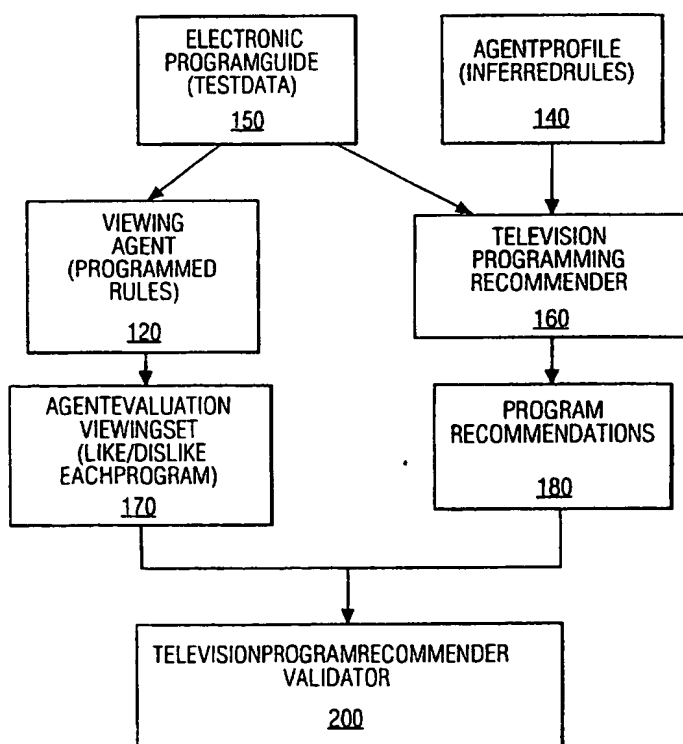 ELECTRONIC
PROGRAMGUIDE
(TESTDATA)
150
AGENTPROFILE
(INFERREDRULES)
140
VIEWING
AGENT
(PROGRAMMED
RULES)
120
TELEVISION
PROGRAMMING
RECOMMENDER
160
AGENTEVALUATION
VIEWINGSET
(LIKE/DISLIKE
EACHPROGRAM)
170
PROGRAM
RECOMMENDATIONS
180
TELEVISIONPROGRAMRECOMMENDER
VALIDATOR
200